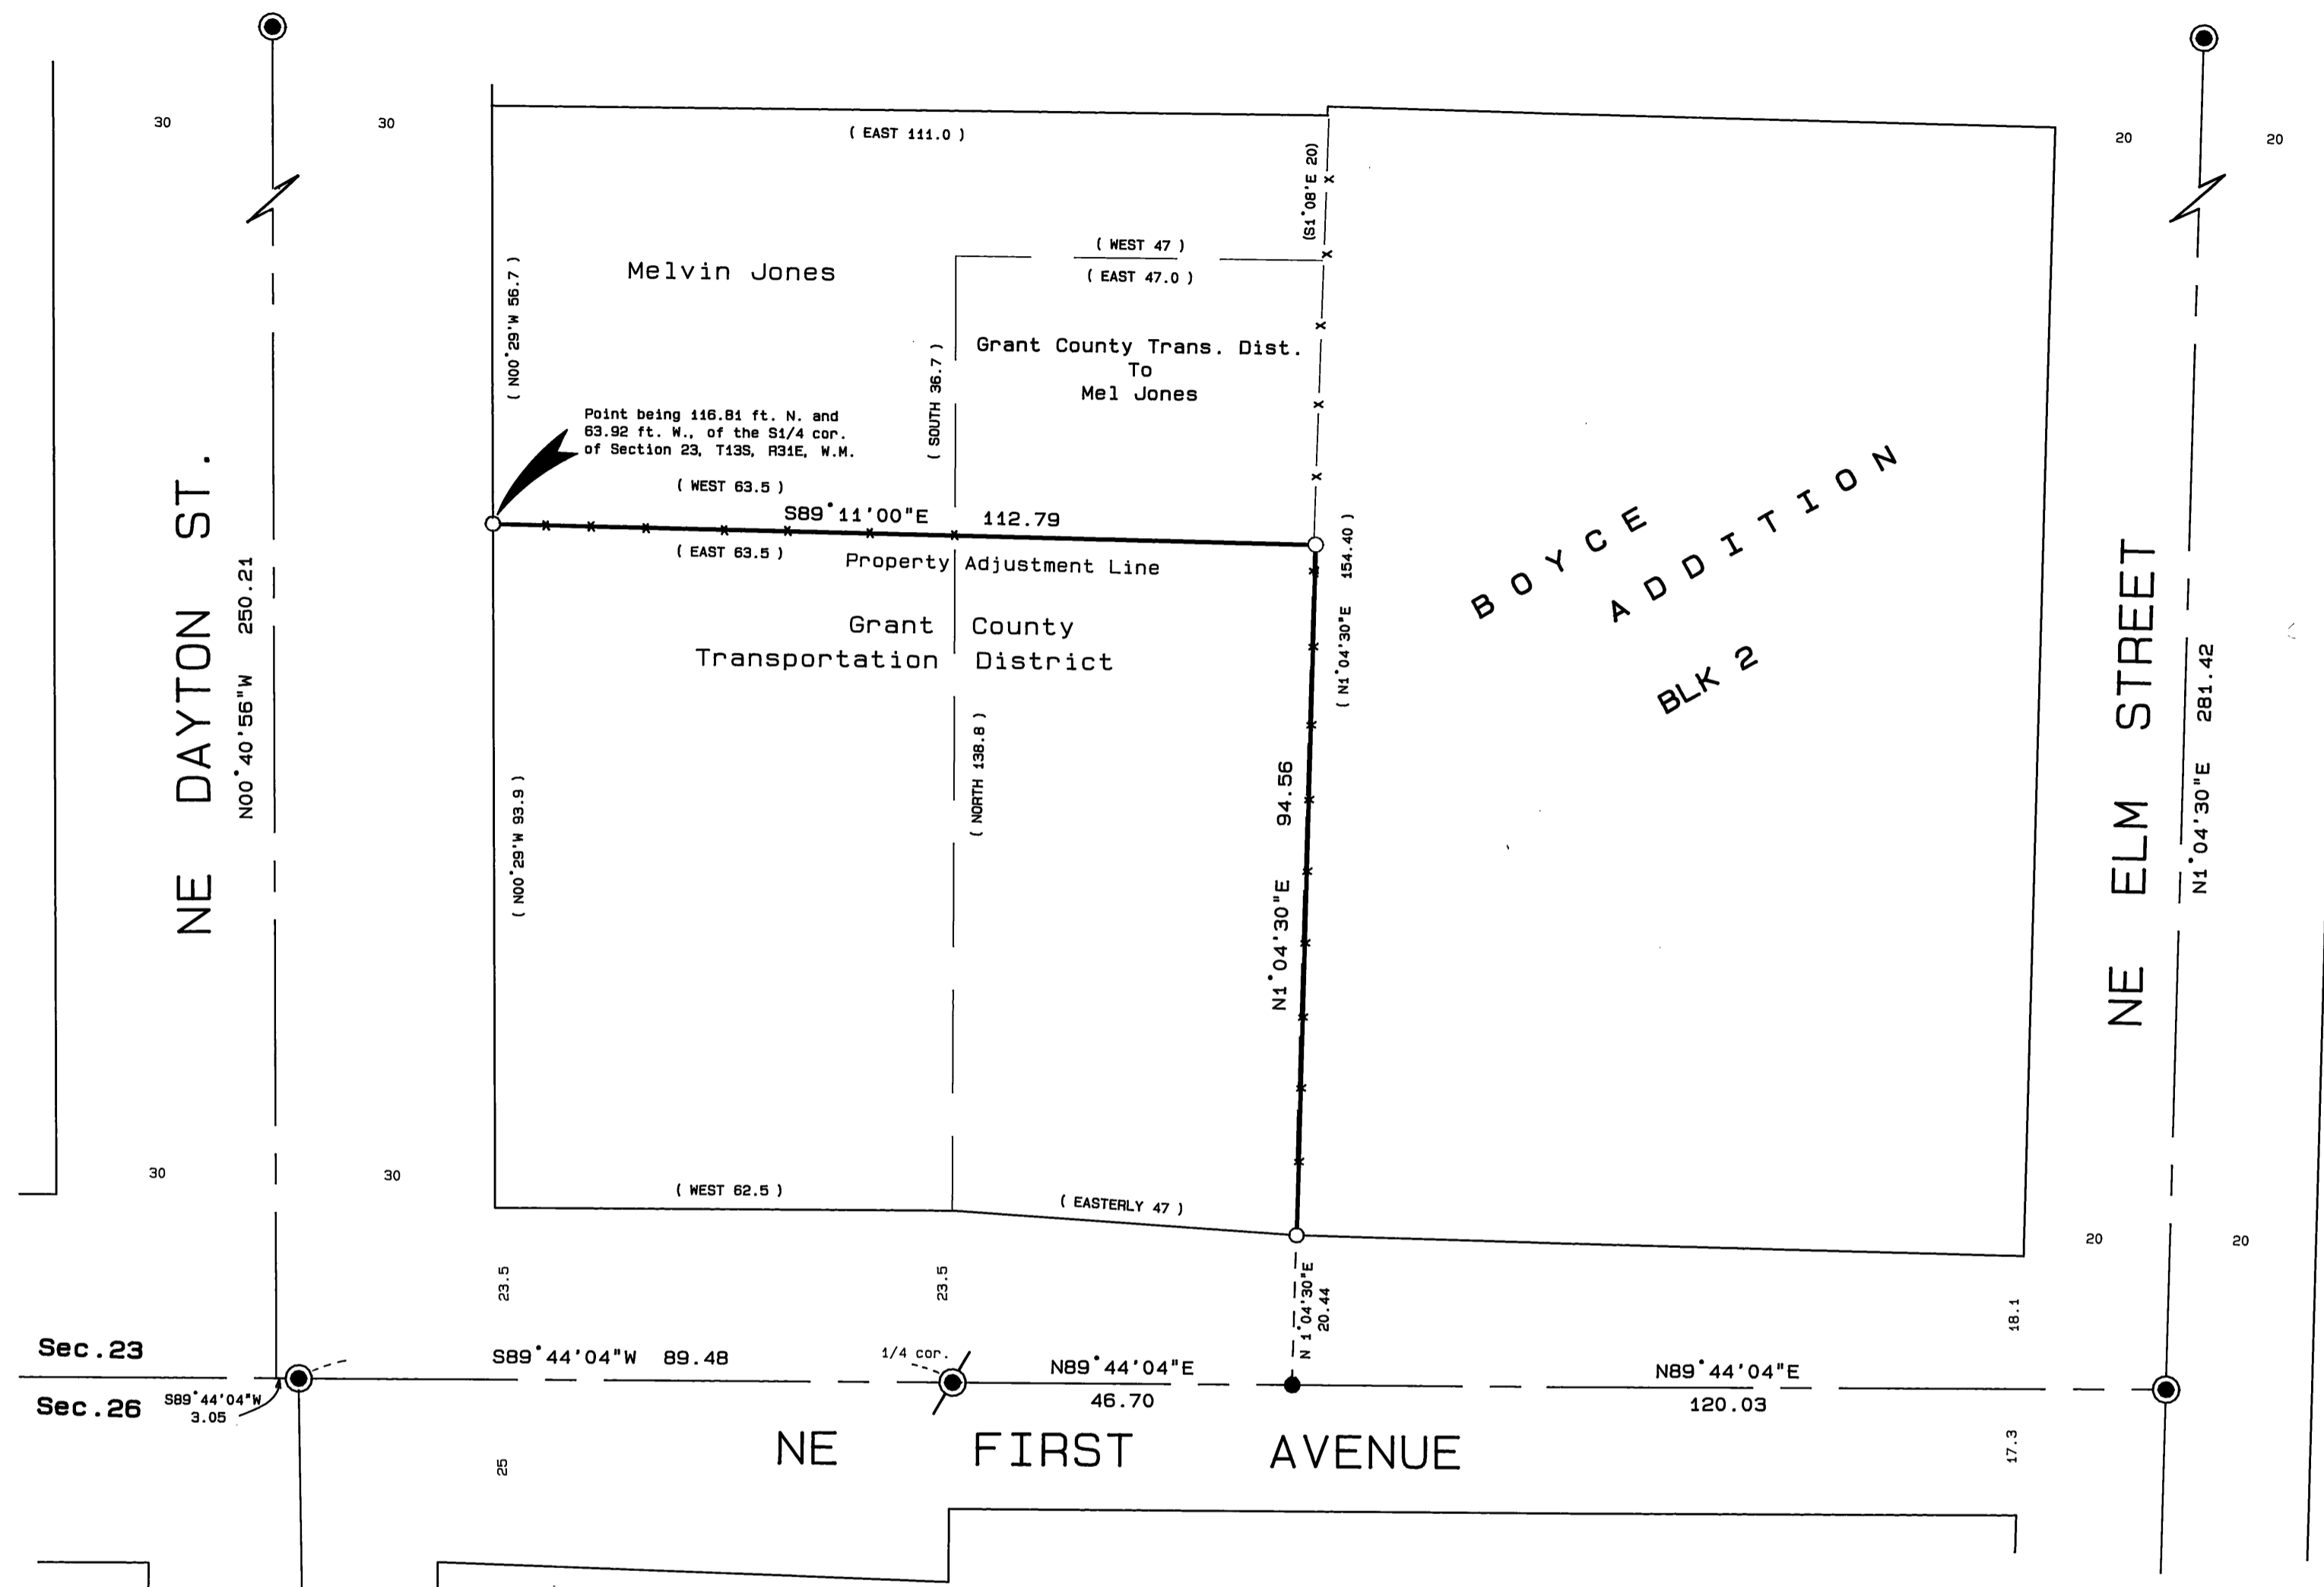 30
30
20
20
( EAST 111.0 )
(S1°08'E 20)
( WEST 47 )
( EAST 47.0 )
Melvin Jones
( N00°29'W 56.7 )
Grant County Trans. Dist.
To
Mel Jones
( SOUTH 36.7 )
Point being 116.81 ft. N. and
63.92 ft. W., of the S1/4 cor.
of Section 23, T13S, R31E, W.M.
( WEST 63.5 )
S89°11'00"E 112.79
( EAST 63.5 )
Property Adjustment Line
Grant County
Transportation District
NE DAYTON ST.
N00°40'56"W 250.21
( N00°29'W 93.9 )
( NORTH 138.8 )
N1°04'30"E 94.56
( N1°04'30"E 154.40 )
BOYCE
ADDITION
BLK 2
NE ELM STREET
N1°04'30"E 281.42
30
30
( WEST 62.5 )
( EASTERLY 47 )
20
20
23.5
23.5
N 1°04'30"E
20.44
18.1
Sec.23
Sec.26
S89°44'04"W
3.05
S89°44'04"W 89.48
1/4 cor.
N89°44'04"E
46.70
N89°44'04"E
120.03
25
NE FIRST AVENUE
17.3